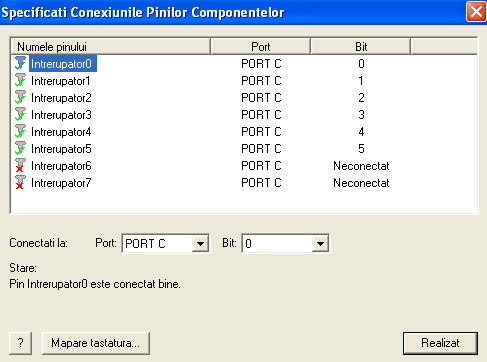 Specificati Conexiunile Pinilor Componentelor
Numele pinului Port Bit
Intrerupator0 PORT C 0
Intrerupator1 PORT C 1
Intrerupator2 PORT C 2
Intrerupator3 PORT C 3
Intrerupator4 PORT C 4
Intrerupator5 PORT C 5
Intrerupator6 PORT C Neconectat
Intrerupator7 PORT C Neconectat
Conectati la: Port: PORT C Bit: 0
Stare:
Pin Intrerupator0 este conectat bine.
? Mapare tastatura... Realizat